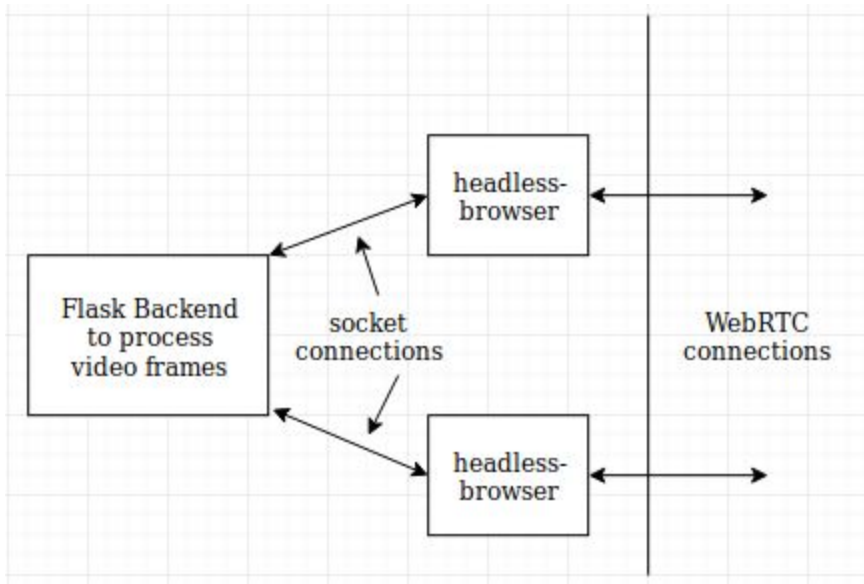 headless-
browser
Flask Backend
to process
video frames
socket
connections
WebRTC
connections
headless-
browser